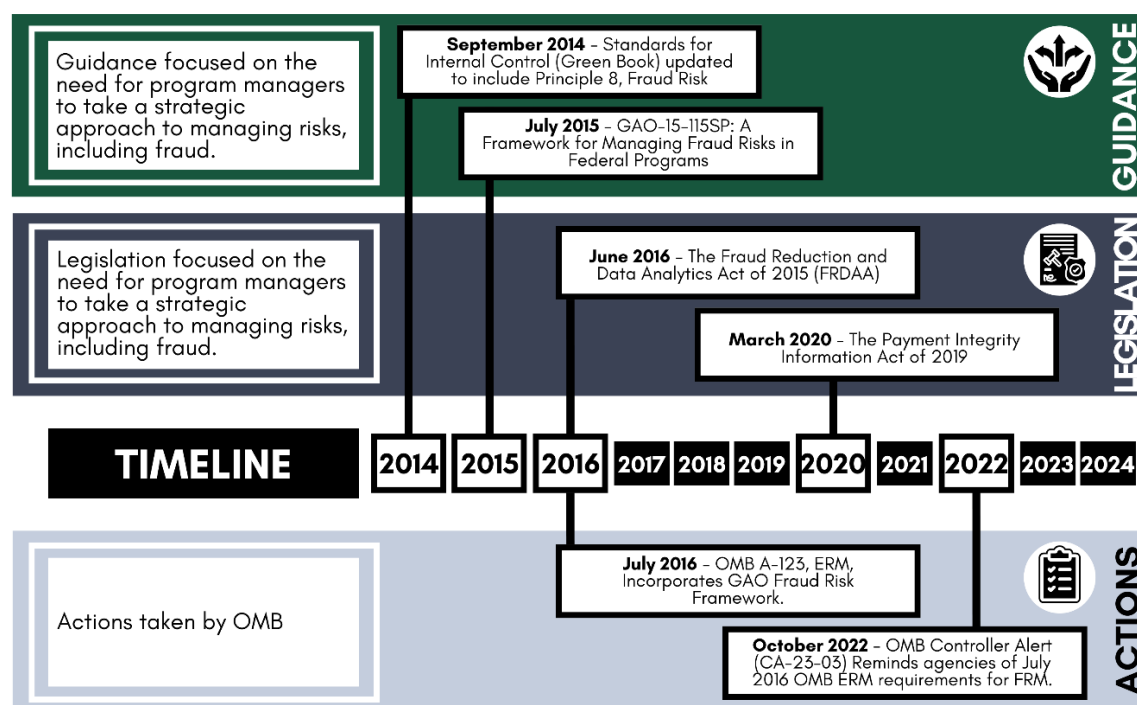 Guidance focused on the
need for program managers
to take a strategic
approach to managing risks,
including fraud.
September 2014 – Standards for
Internal Control (Green Book) updated
to include Principle 8, Fraud Risk
July 2015 – GAO-15-115SP: A
Framework for Managing Fraud Risks in
Federal Programs
GUIDANCE
Legislation focused on the
need for program managers
to take a strategic
approach to managing risks,
including fraud.
June 2016 – The Fraud Reduction and
Data Analytics Act of 2015 (FRDAA)
March 2020 – The Payment Integrity
Information Act of 2019
LEGISLATION
TIMELINE
2014 2015 2016 2017 2018 2019 2020 2021 2022 2023 2024
Actions taken by OMB
July 2016 – OMB A-123, ERM,
Incorporates GAO Fraud Risk
Framework.
October 2022 – OMB Controller Alert
(CA-23-03) Reminds agencies of July
2016 OMB ERM requirements for FRM.
ACTIONS